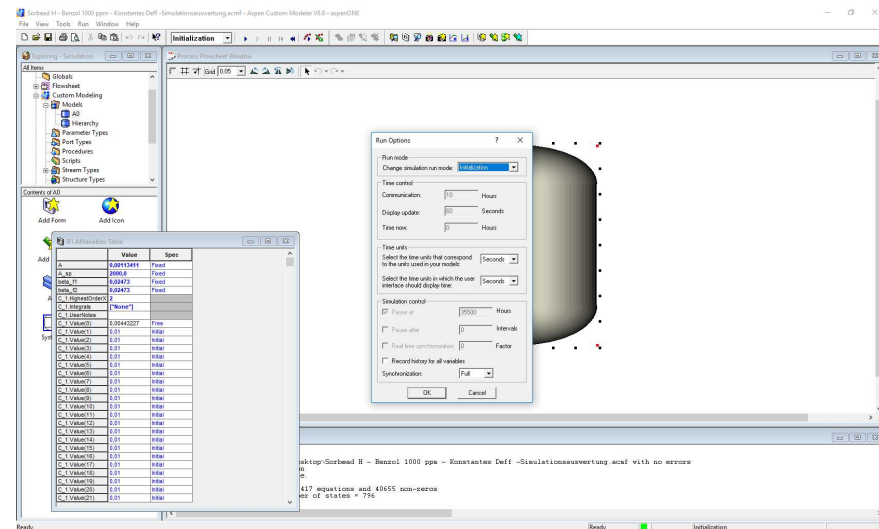 Sorbead H - Benzol 1000 ppm - Konstantes Deff -Simulationsauswertung.acmf - Aspen Custom Modeler V8.8 - aspenONE
File View Tools Run Window Help
Initialization
Exploring - Simulation
All Items
Globals
Flowsheet
Custom Modeling
Models
A0
Hierarchy
Parameter Types
Port Types
Procedures
Scripts
Stream Types
Structure Types
Contents of A0
Add Form
Add Icon
Add
Syst
Process Flowsheet Window
Grid 0.05
B1.AllVariables Table
Value Spec
A 0,00113411 Fixed
A_sp 2000,0 Fixed
beta_f1 0,02473 Fixed
beta_f2 0,02473 Fixed
C_1.HighestOrderX 2
C_1.Integrals ["None"]
C_1.UserNotes
C_1.Value(0) 0,00443227 Free
C_1.Value(1) 0,01 Initial
C_1.Value(2) 0,01 Initial
C_1.Value(3) 0,01 Initial
C_1.Value(4) 0,01 Initial
C_1.Value(5) 0,01 Initial
C_1.Value(6) 0,01 Initial
C_1.Value(7) 0,01 Initial
C_1.Value(8) 0,01 Initial
C_1.Value(9) 0,01 Initial
C_1.Value(10) 0,01 Initial
C_1.Value(11) 0,01 Initial
C_1.Value(12) 0,01 Initial
C_1.Value(13) 0,01 Initial
C_1.Value(14) 0,01 Initial
C_1.Value(15) 0,01 Initial
C_1.Value(16) 0,01 Initial
C_1.Value(17) 0,01 Initial
C_1.Value(18) 0,01 Initial
C_1.Value(19) 0,01 Initial
C_1.Value(20) 0,01 Initial
C_1.Value(21) 0,01 Initial
Run Options ?
Run mode
Change simulation run mode: Initialization
Time control
Communication: 10 Hours
Display update: 60 Seconds
Time now: 0 Hours
Time units
Select the time units that correspond to the units used in your models: Seconds
Select the time units in which the user interface should display time: Seconds
Simulation control
Pause at 35500 Hours
Pause after 0 Intervals
Real time synchronization 0 Factor
Record history for all variables
Synchronization: Full
OK Cancel
sktop\Sorbead H - Benzol 1000 ppm - Konstantes Deff -Simulationsauswertung.acmf with no errors
on
e.
417 equations and 40655 non-zeros
er of states = 796
Ready Ready Initialization